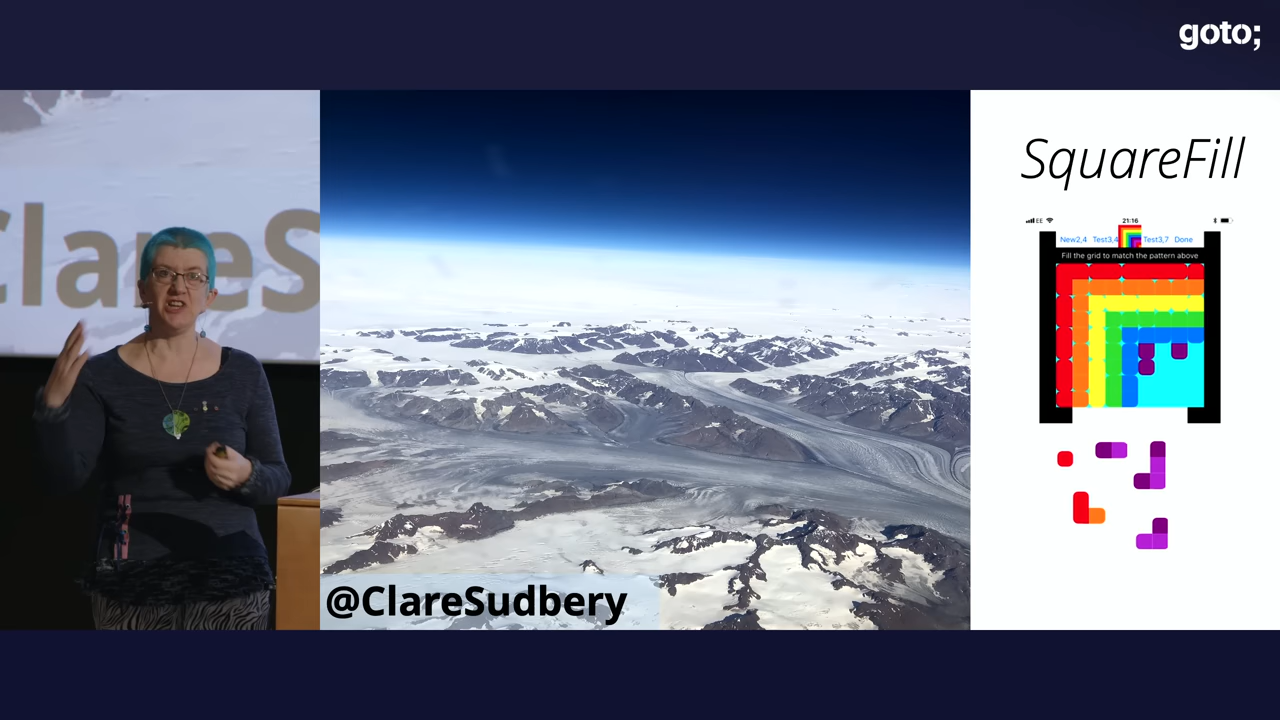 goto;
ClareS
@ClareSudbery
SquareFill
EE
21:16
New2,4 Test3,4 Test3,7 Done
Fill the grid to match the pattern above